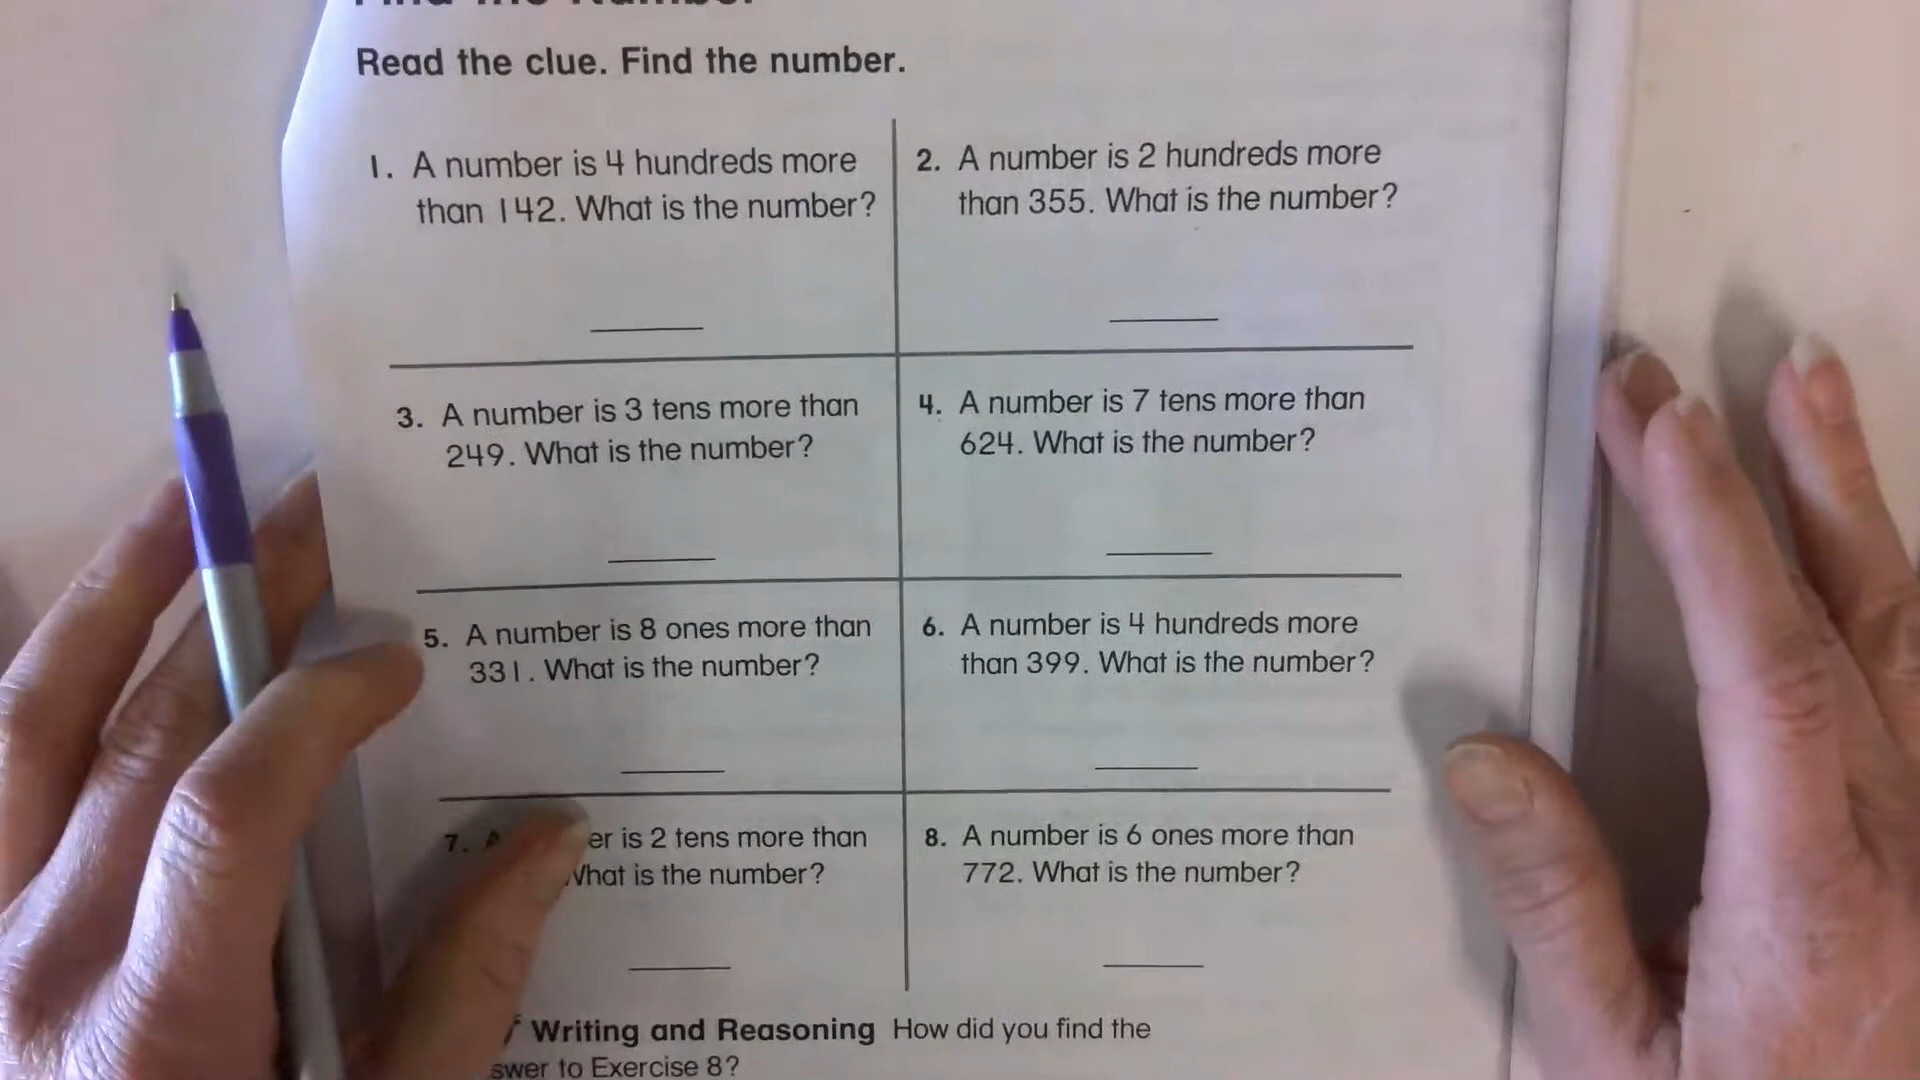 Find the Number
Read the clue. Find the number.
1. A number is 4 hundreds more
than 142. What is the number?
2. A number is 2 hundreds more
than 355. What is the number?
3. A number is 3 tens more than
249. What is the number?
4. A number is 7 tens more than
624. What is the number?
5. A number is 8 ones more than
331. What is the number?
6. A number is 4 hundreds more
than 399. What is the number?
7. A er is 2 tens more than
What is the number?
8. A number is 6 ones more than
772. What is the number?
Writing and Reasoning How did you find the
swer to Exercise 8?